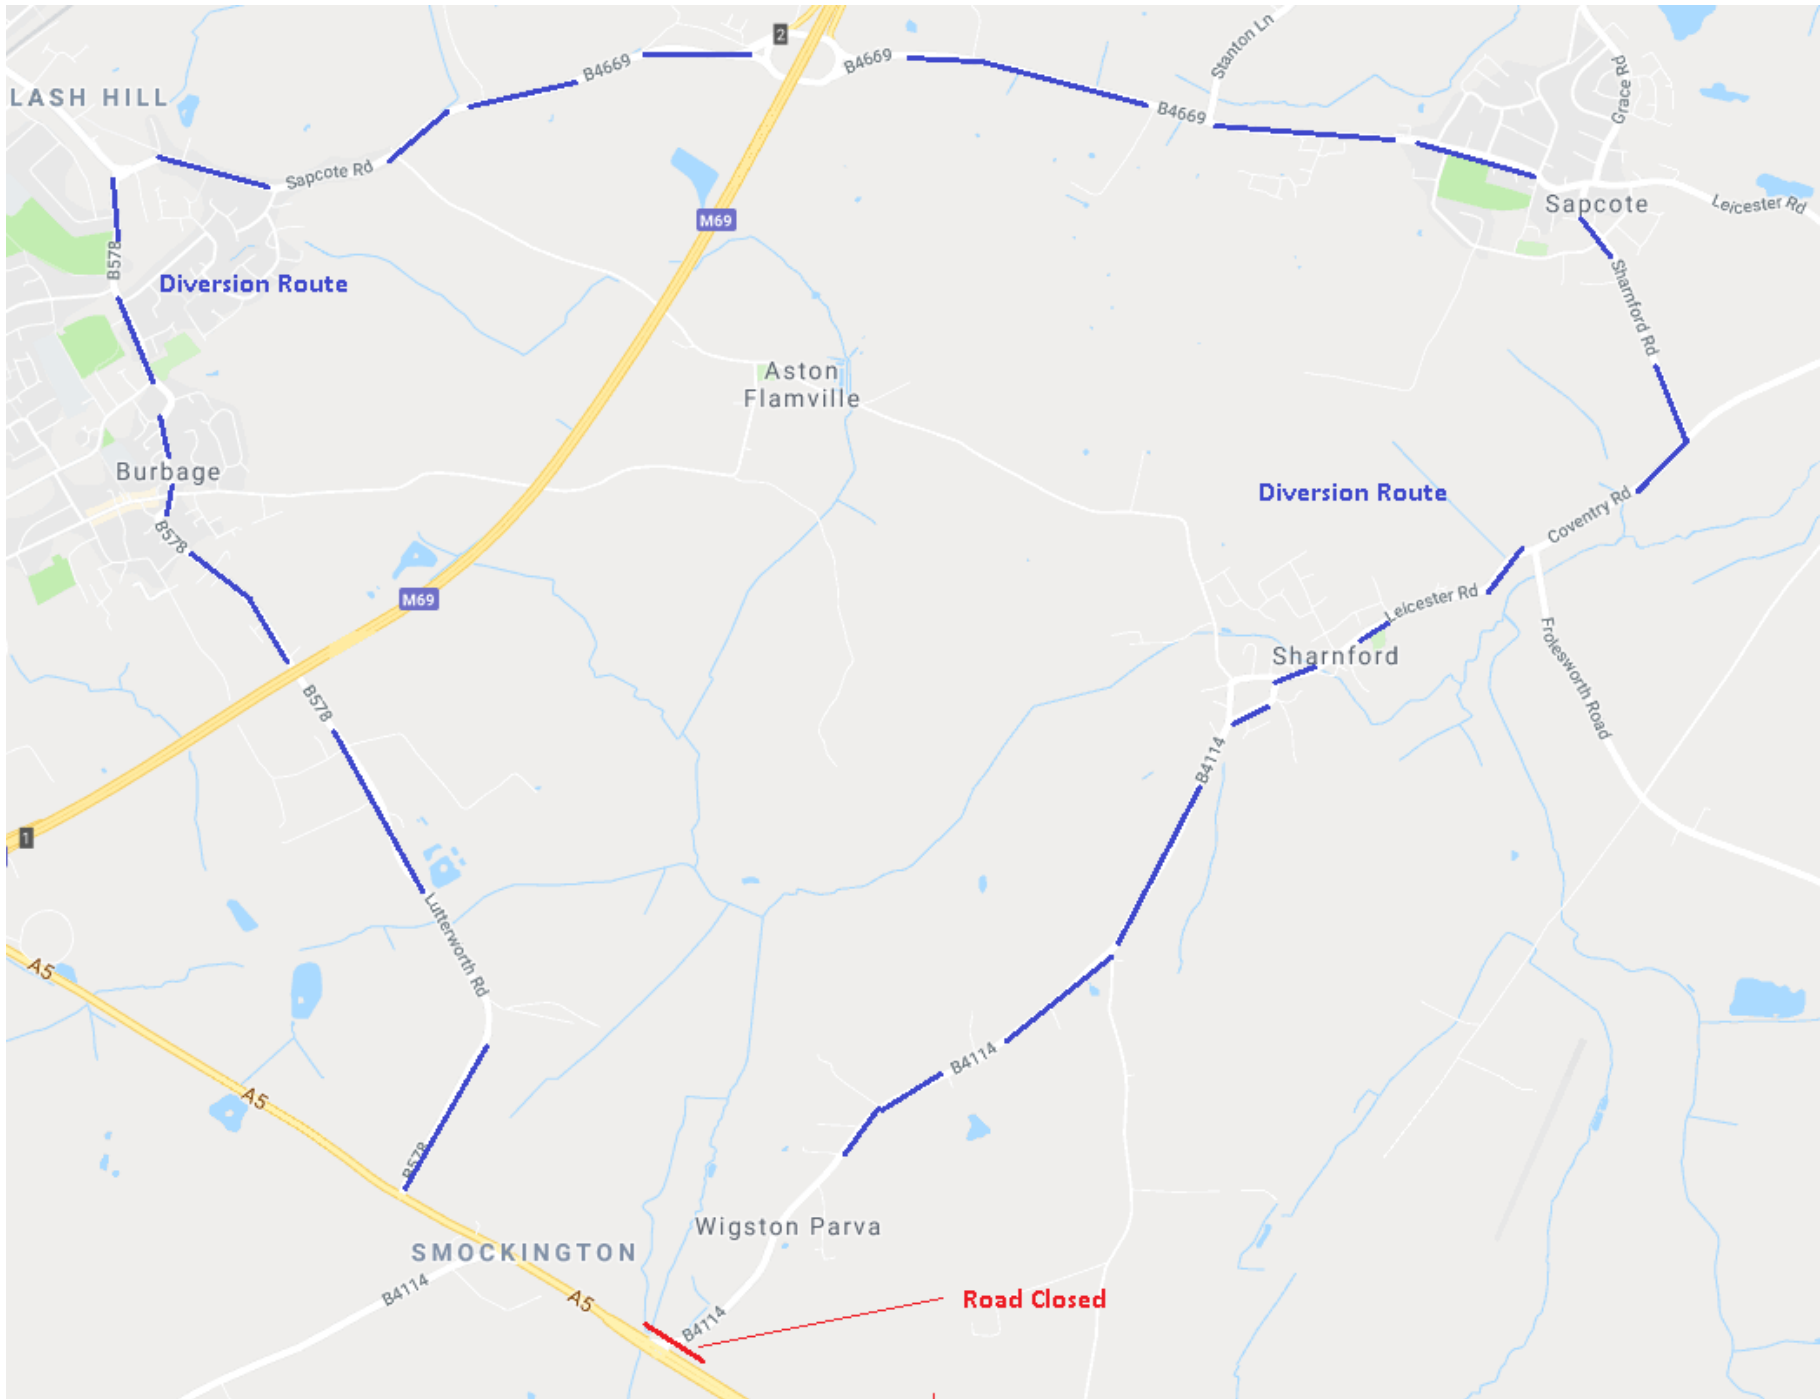 2
B4669
B4669
Stanton Ln
Grace Rd
LASH HILL
B4669
Sapcote Rd
Sapcote
Leicester Rd
M69
B578
Diversion Route
Sharnford Rd
Aston
Flamville
Burbage
Diversion Route
B578
Coventry Rd
M69
Leicester Rd
Sharnford
Frolesworth Road
B578
B4114
1
Lutterworth Rd
A5
B4114
A5
B578
Wigston Parva
SMOCKINGTON
B4114
A5
Road Closed
B4114